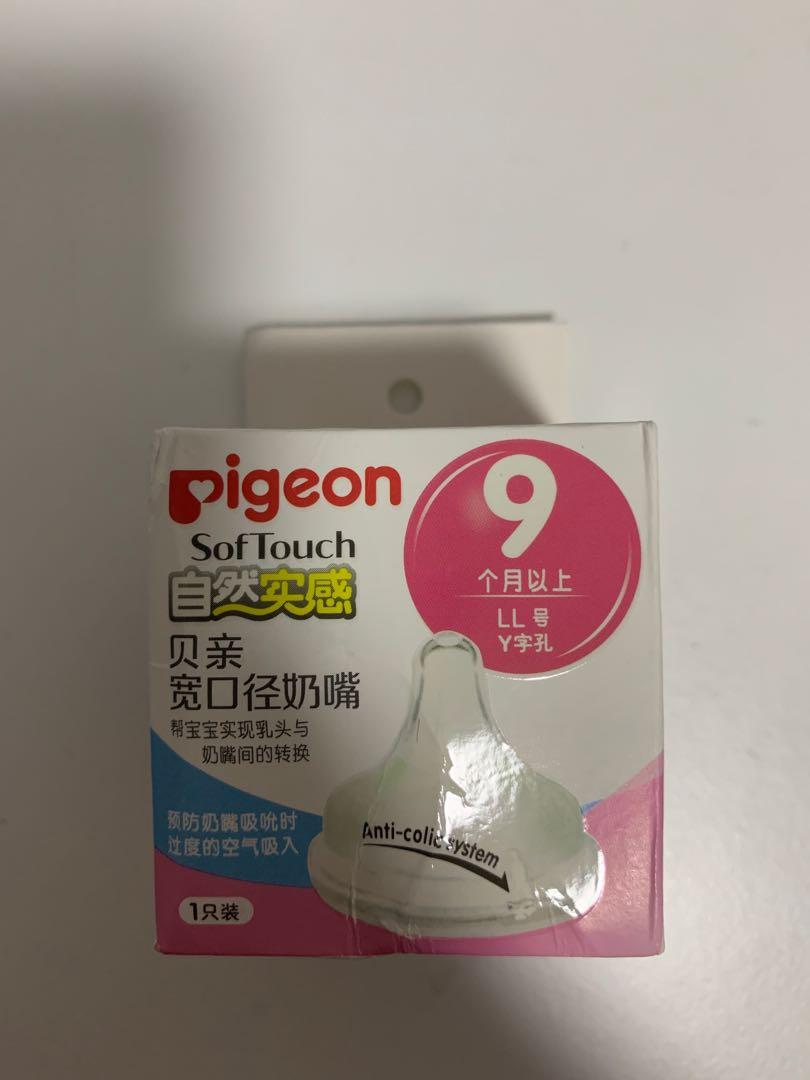 pigeon
SofTouch
自然实感
贝亲
宽口径奶嘴
帮宝宝实现乳头与
奶嘴间的转换
预防奶嘴吸吮时
过度的空气吸入
1只装
9
个月以上
LL 号
Y字孔
Anti-colic system